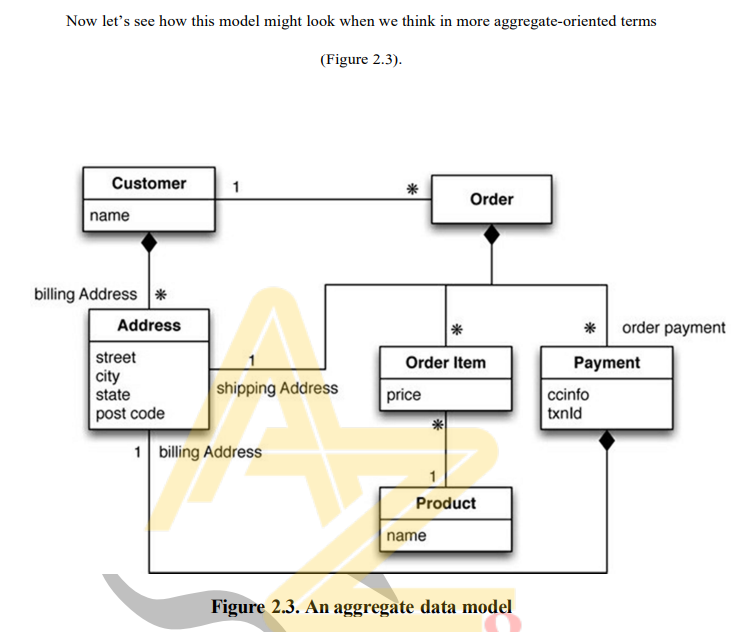 Now let's see how this model might look when we think in more aggregate-oriented terms
(Figure 2.3).
Customer
name
1
*
Order
billing Address
*
Address
street
city
state
post code
1
shipping Address
*
Order Item
price
*
order payment
Payment
ccinfo
txnId
1
billing Address
*
1
Product
name
Figure 2.3. An aggregate data model